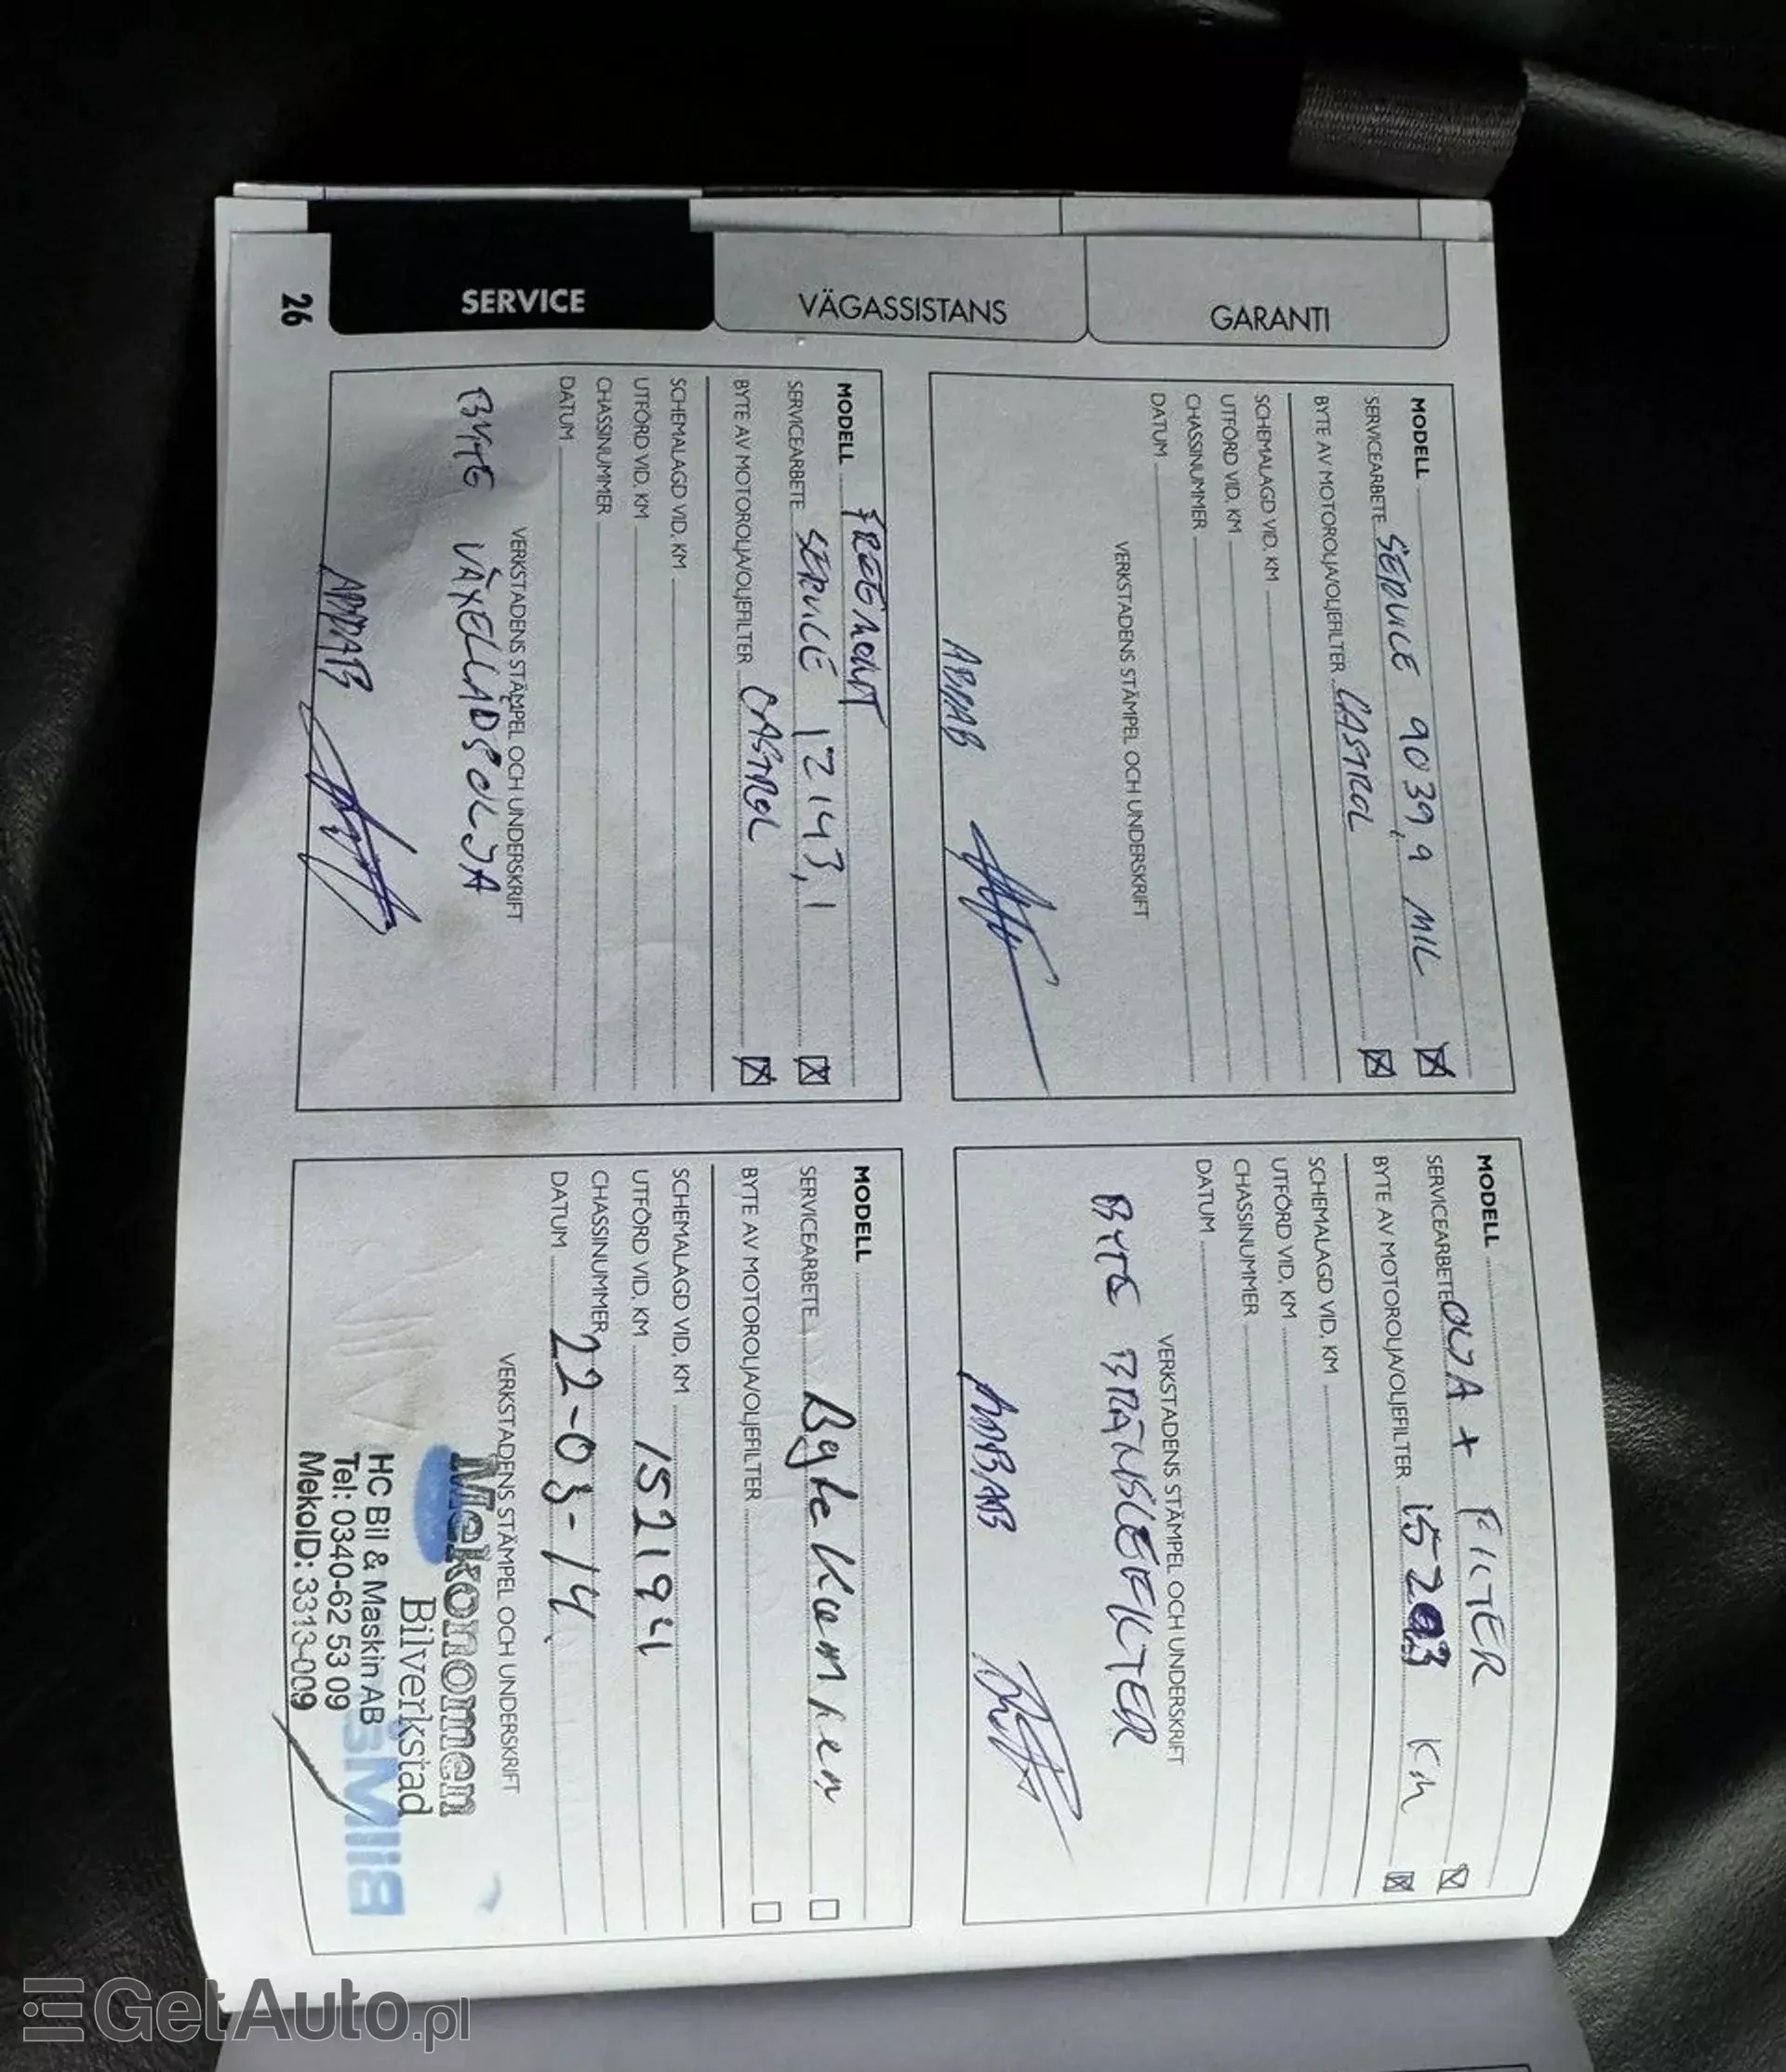 GARANTI
VÄGASSISTANS
SERVICE
26
MODELL
SERVICEARBETE SERVICE 9039,9 MIL
BYTE AV MOTOROLJA/OLJEFILTER CASTROL
SCHEMALAGD VID, KM
UTFÖRD VID, KM
CHASSINUMMER
DATUM
VERKSTADENS STÄMPEL OCH UNDERSKRIFT
MODELL
SERVICEARBETE OLJA + FILTER
BYTE AV MOTOROLJA/OLJEFILTER Km
SCHEMALAGD VID, KM
UTFÖRD VID, KM
CHASSINUMMER
DATUM
VERKSTADENS STÄMPEL OCH UNDERSKRIFT
BYTE BRÄNSLEFILTER
MODELL FREEMONT
SERVICEARBETE SERVICE 12143,1
BYTE AV MOTOROLJA/OLJEFILTER CASTROL
SCHEMALAGD VID, KM
UTFÖRD VID, KM
CHASSINUMMER
DATUM
VERKSTADENS STÄMPEL OCH UNDERSKRIFT
BYTE VÄXELLÅDSOLJA
MODELL
SERVICEARBETE Byte Kamrem
BYTE AV MOTOROLJA/OLJEFILTER
SCHEMALAGD VID, KM
UTFÖRD VID, KM
CHASSINUMMER
DATUM 22-03-14
VERKSTADENS STÄMPEL OCH UNDERSKRIFT
Mekonomen
Bilverkstad
HC Bil & Maskin AB
Tel: 0340-62 53 09
MekoID: 3313-009
GetAuto.pl